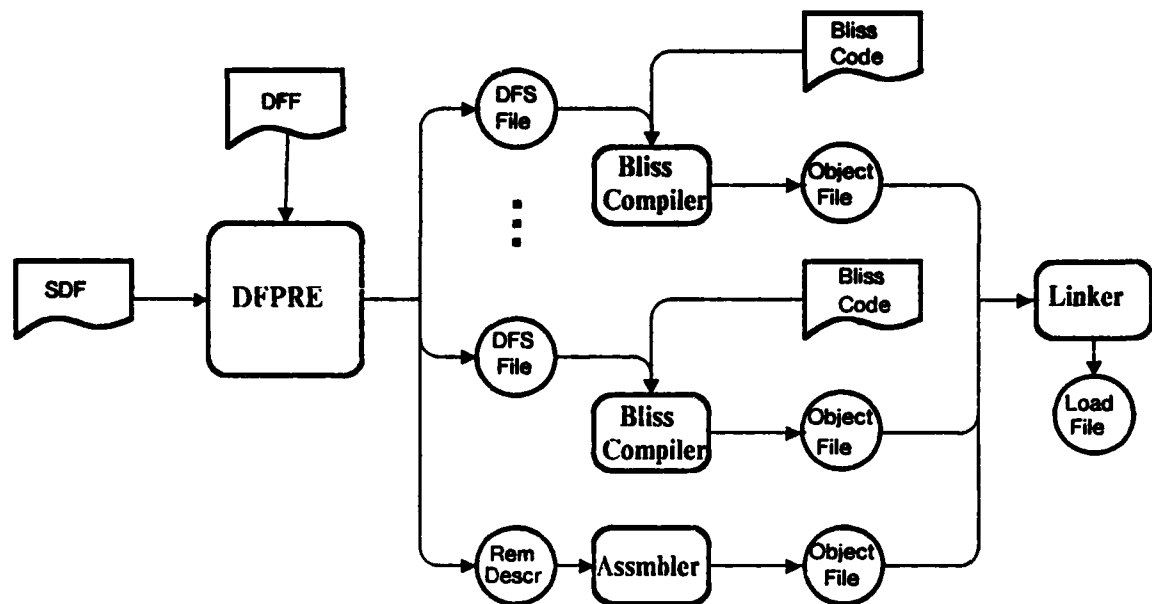 Bliss
Code
DFF
DFS
File
Bliss
Compiler
Object
File
SDF
DFPRE
Bliss
Code
Linker
DFS
File
Load
File
Bliss
Compiler
Object
File
Rem
Descr
Assmbler
Object
File